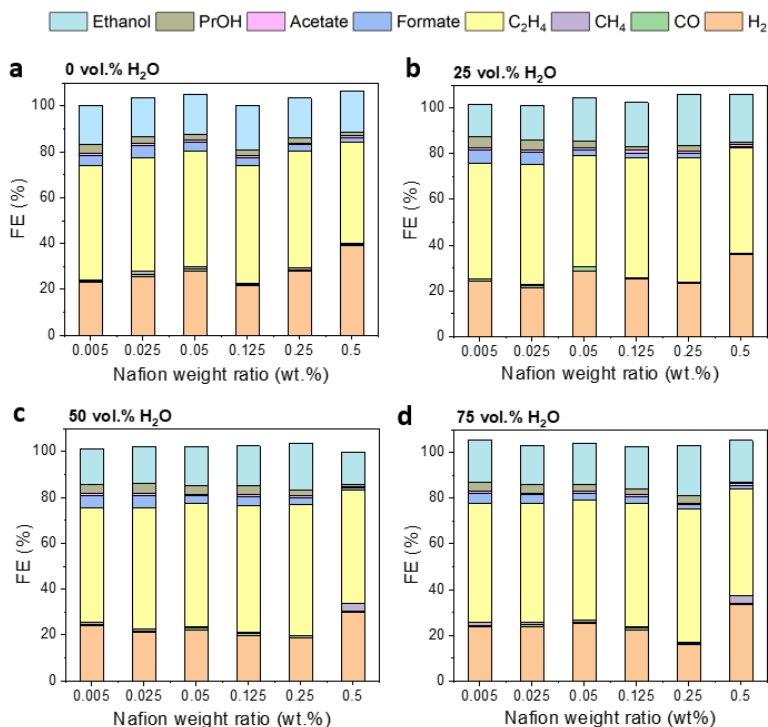 Ethanol PrOH Acetate Formate C₂H₄ CH₄ CO H₂
a 0 vol.% H₂O
b 25 vol.% H₂O
FE (%)
100
80
60
40
20
0
0.005 0.025 0.05 0.125 0.25 0.5
Nafion weight ratio (wt.%)
FE (%)
100
80
60
40
20
0
0.005 0.025 0.05 0.125 0.25 0.5
Nafion weight ratio (wt.%)
c 50 vol.% H₂O
d 75 vol.% H₂O
FE (%)
100
80
60
40
20
0
0.005 0.025 0.05 0.125 0.25 0.5
Nafion weight ratio (wt.%)
FE (%)
100
80
60
40
20
0
0.005 0.025 0.05 0.125 0.25 0.5
Nafion weight ratio (wt%)